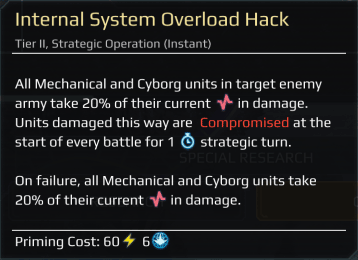 Internal System Overload Hack
Tier II, Strategic Operation (Instant)
All Mechanical and Cyborg units in target enemy
army take 20% of their current in damage.
Units damaged this way are Compromised at the
start of every battle for 1 strategic turn.
SPECIAL RESEARCH
On failure, all Mechanical and Cyborg units take
20% of their current in damage.
Priming Cost: 60 6